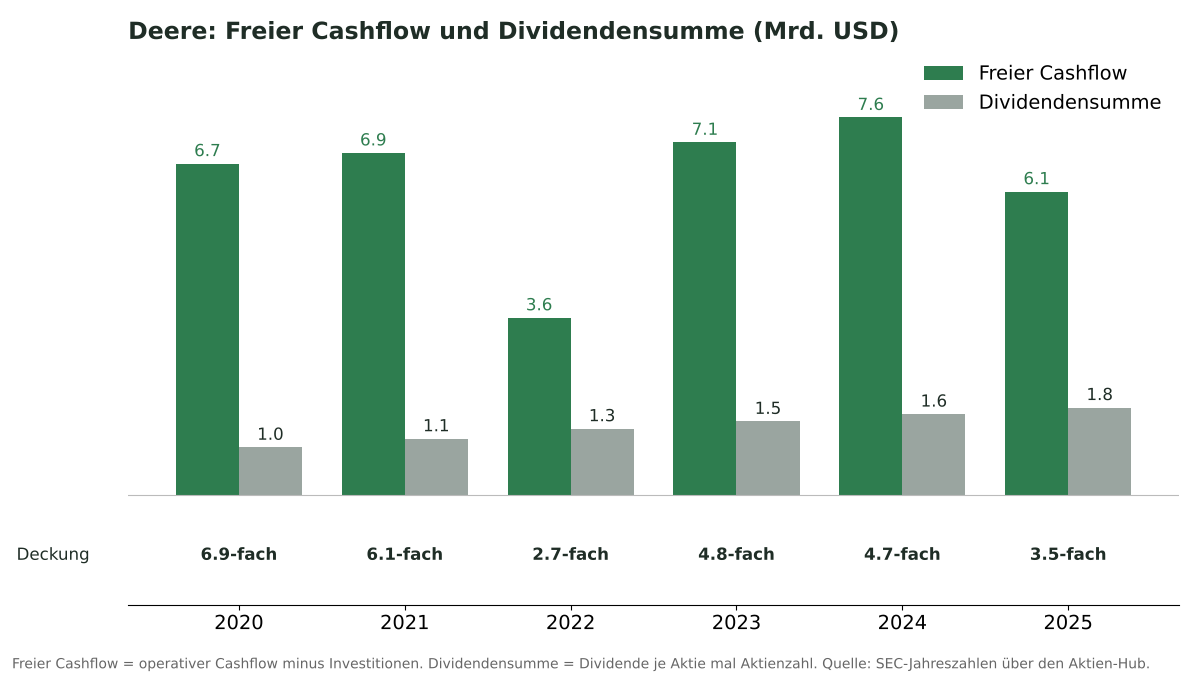 Deere: Freier Cashflow und Dividendensumme (Mrd. USD)
Freier Cashflow
Dividendensumme
6.7
1.0
6.9
1.1
3.6
1.3
7.1
1.5
7.6
1.6
6.1
1.8
Deckung 6.9-fach 6.1-fach 2.7-fach 4.8-fach 4.7-fach 3.5-fach
2020 2021 2022 2023 2024 2025
Freier Cashflow = operativer Cashflow minus Investitionen. Dividendensumme = Dividende je Aktie mal Aktienzahl. Quelle: SEC-Jahreszahlen über den Aktien-Hub.